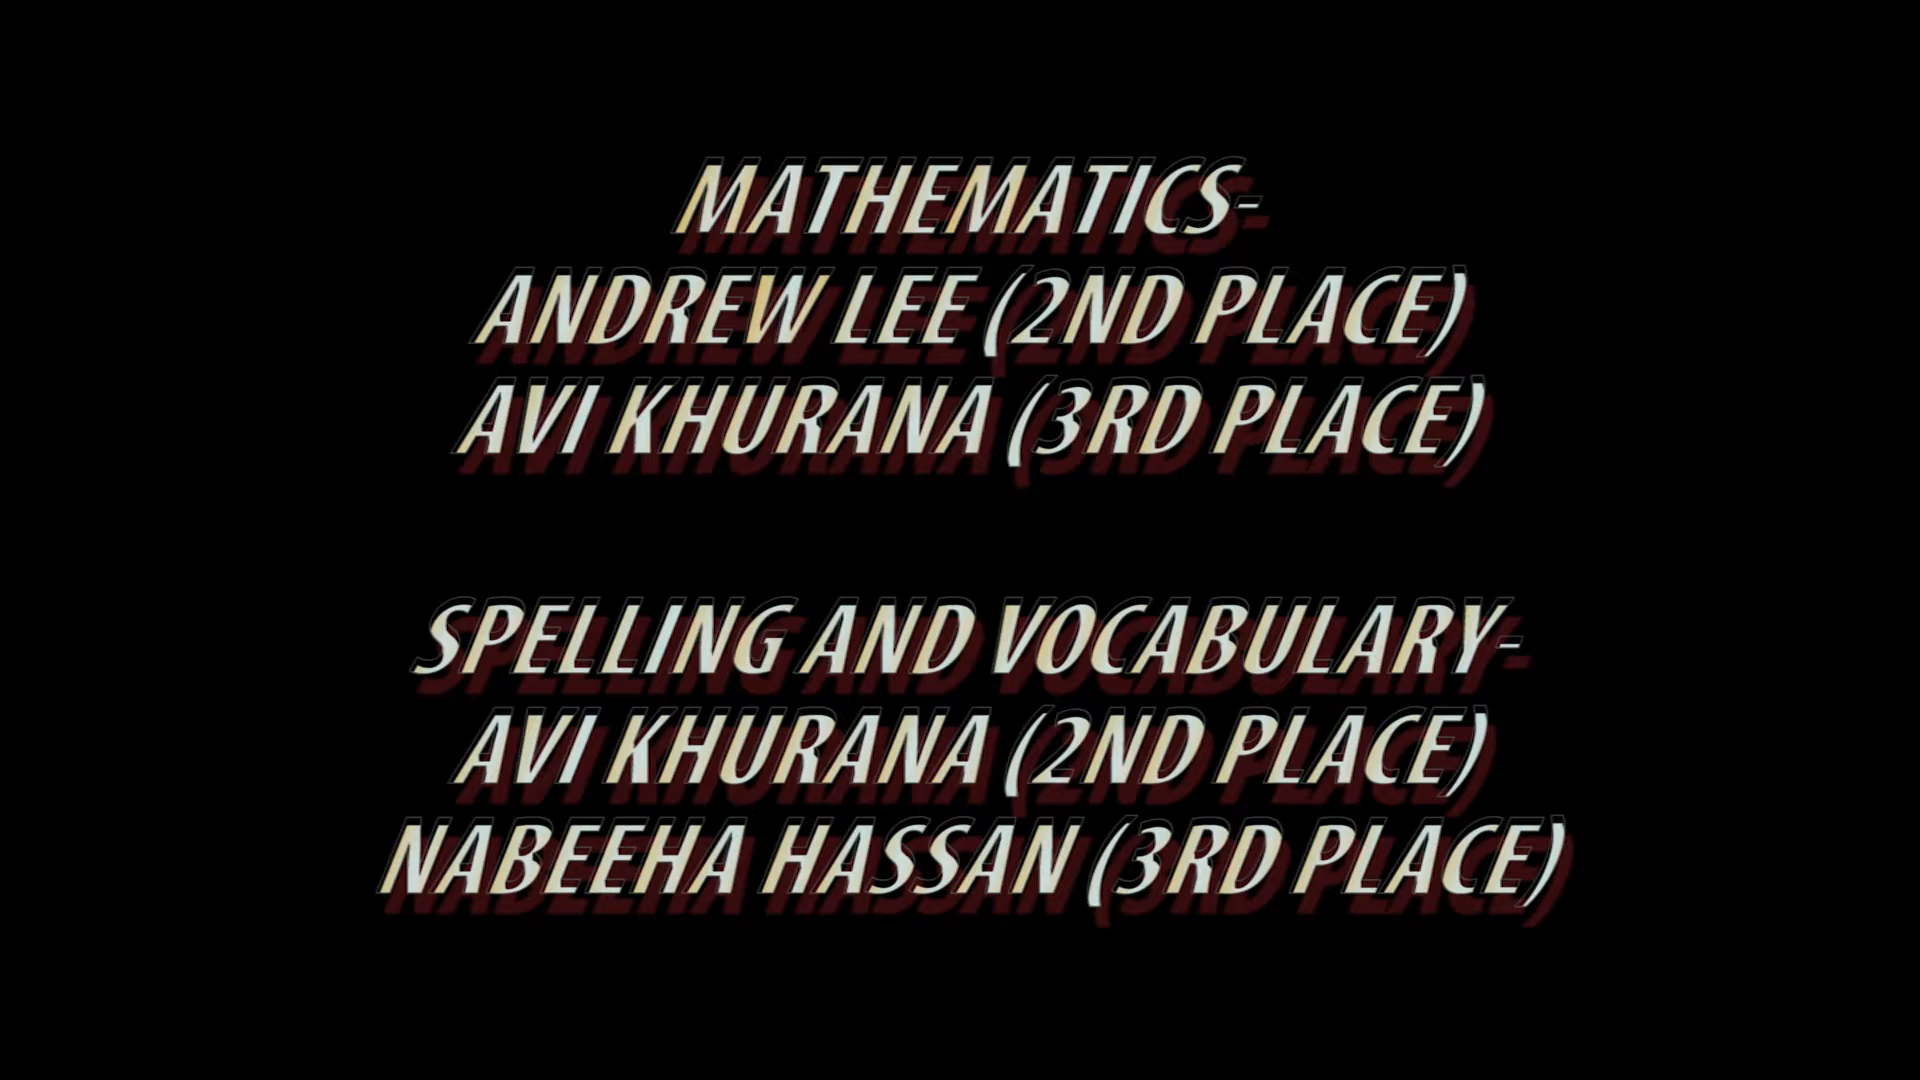 MATHEMATICS-
ANDREW LEE (2ND PLACE)
AVI KHURANA (3RD PLACE)
SPELLING AND VOCABULARY-
AVI KHURANA (2ND PLACE)
NABEEHA HASSAN (3RD PLACE)